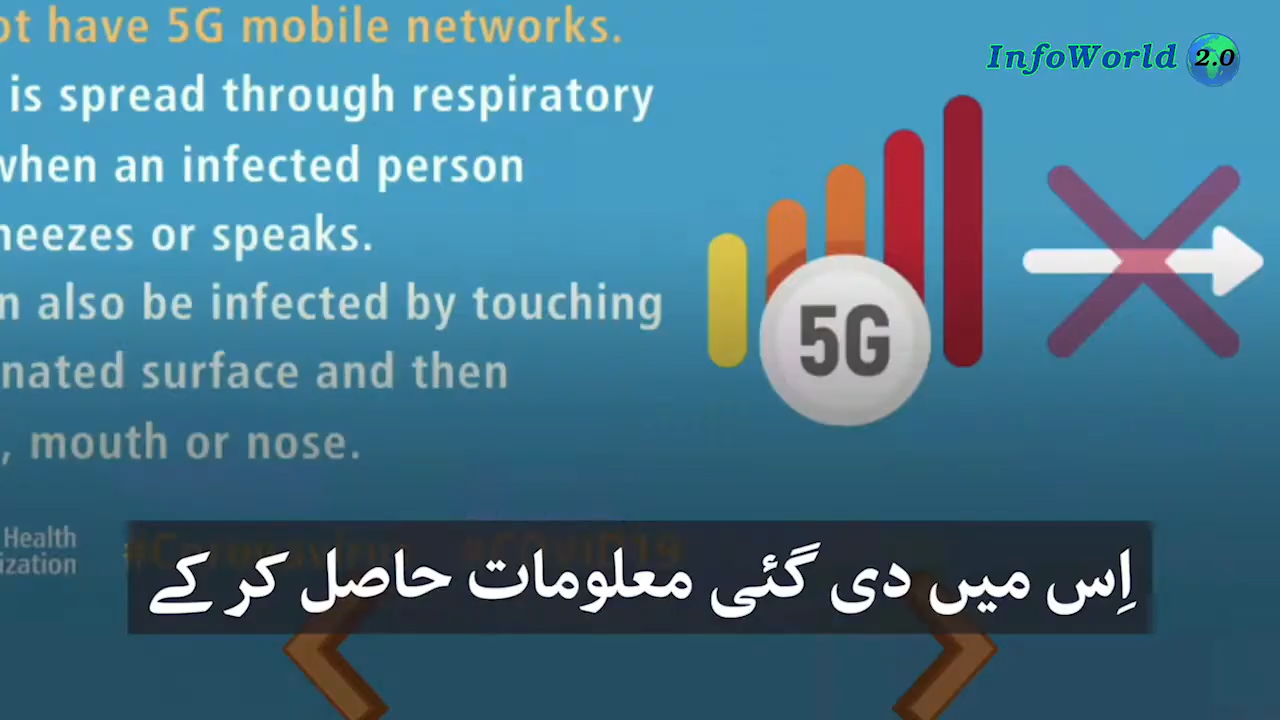 ot have 5G mobile networks.
is spread through respiratory
when an infected person
neezes or speaks.
n also be infected by touching
nated surface and then
, mouth or nose.
InfoWorld 2.0
5G
Health
ization
#Coronavirus #COVID19
اِس میں دی گئی معلومات حاصل کر کے